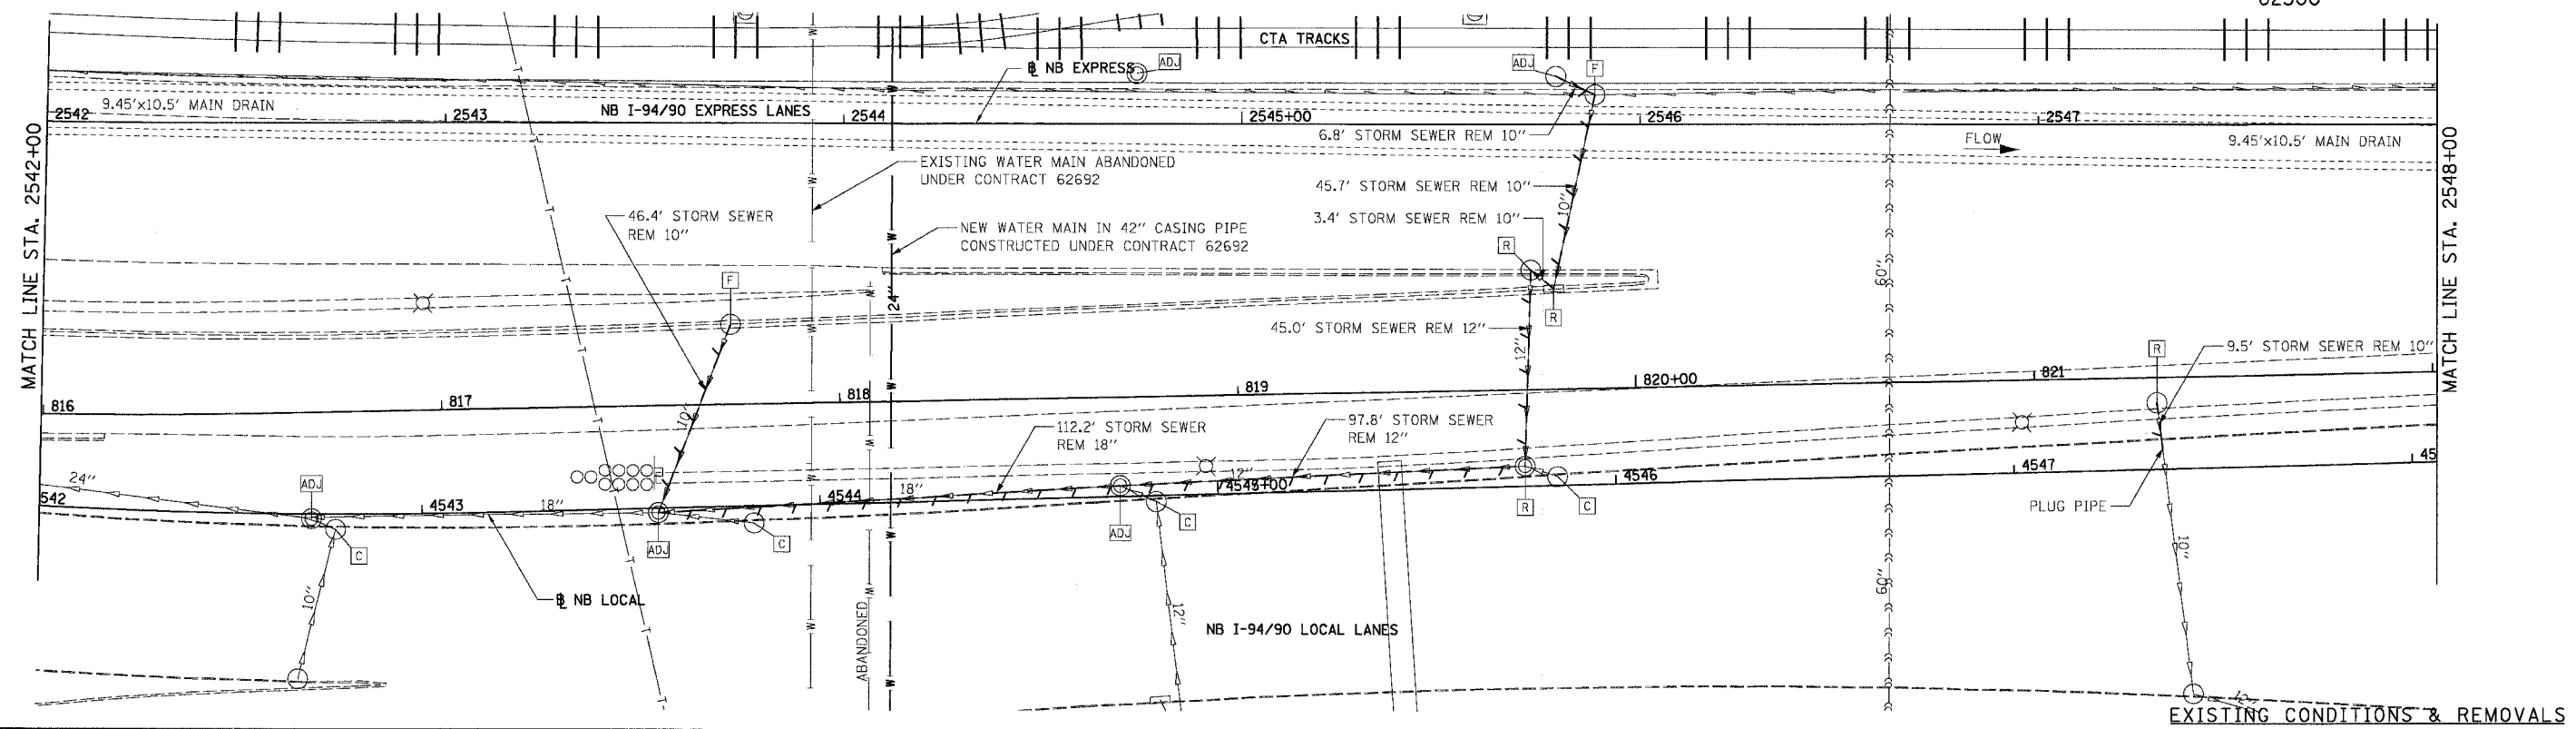 62300
CTA TRACKS
℄ NB EXPRESS
ADJ
ADJ
F
9.45'x10.5' MAIN DRAIN
NB I-94/90 EXPRESS LANES
2542
2543
2544
2545+00
2546
2547
6.8' STORM SEWER REM 10"
FLOW
9.45'x10.5' MAIN DRAIN
MATCH LINE STA. 2542+00
MATCH LINE STA. 2548+00
EXISTING WATER MAIN ABANDONED
UNDER CONTRACT 62692
46.4' STORM SEWER
REM 10"
NEW WATER MAIN IN 42" CASING PIPE
CONSTRUCTED UNDER CONTRACT 62692
45.7' STORM SEWER REM 10"
3.4' STORM SEWER REM 10"
10"
R
F
24"
60"
R
45.0' STORM SEWER REM 12"
12"
R
9.5' STORM SEWER REM 10"
816
817
818
819
820+00
821
10"
112.2' STORM SEWER
REM 18"
97.8' STORM SEWER
REM 12"
E
24"
ADJ
542
4543
18"
4544
18"
12"
4545+00
4546
4547
45
C
ADJ
C
ADJ
C
R
C
PLUG PIPE
10"
℄ NB LOCAL
ABANDONED
12"
NB I-94/90 LOCAL LANES
60"
10"
12"
EXISTING CONDITIONS & REMOVALS